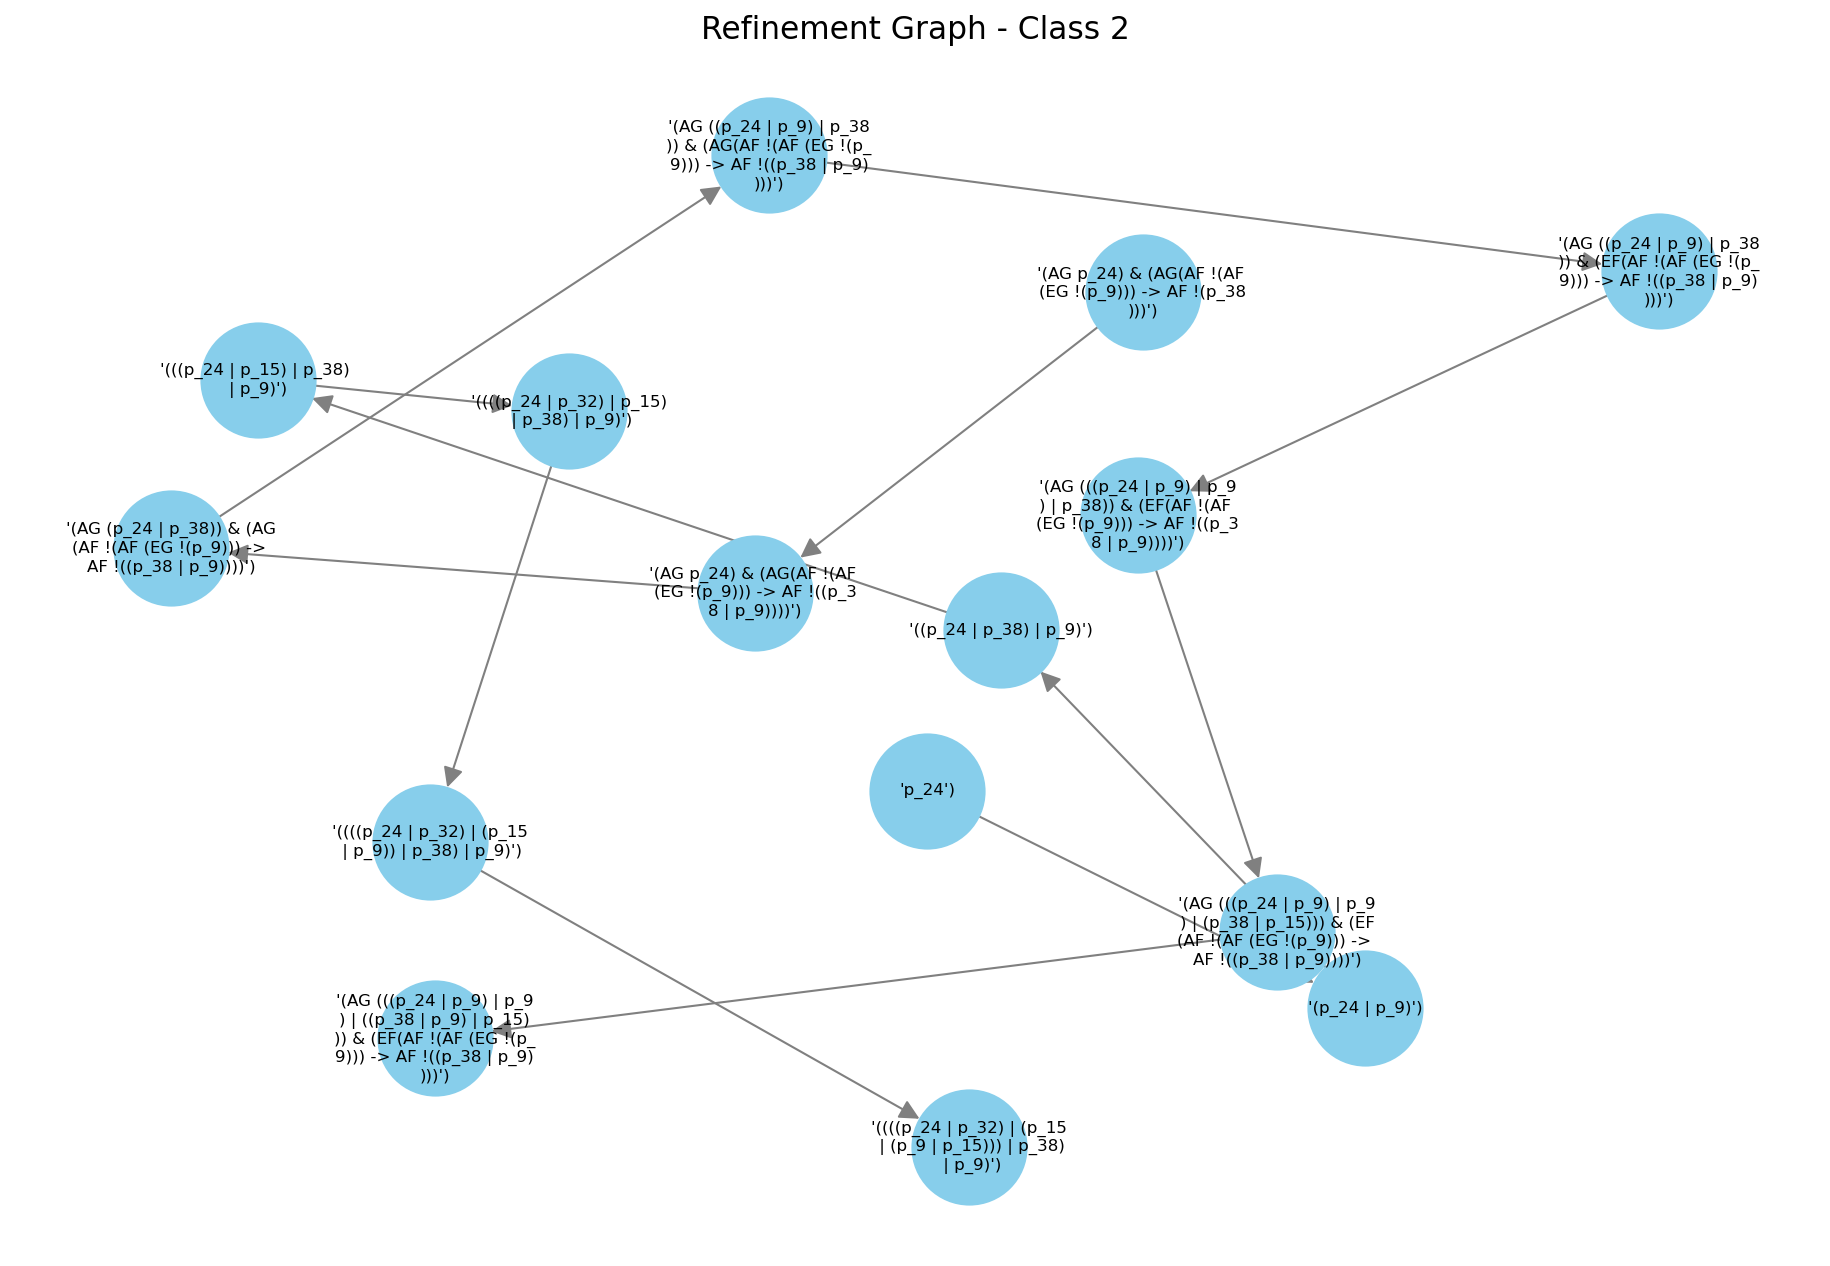 Refinement Graph - Class 2
'(AG ((p_24 | p_9) | p_38
)) & (AG(AF !(AF (EG !(p_
9))) -> AF !((p_38 | p_9)
)))')
'(AG ((p_24 | p_9) | p_38
)) & (EF(AF !(AF (EG !(p_
9))) -> AF !((p_38 | p_9)
)))')
'(AG p_24) & (AG(AF !(AF
(EG !(p_9))) -> AF !(p_38
)))')
'(((p_24 | p_15) | p_38)
| p_9)')
'((((p_24 | p_32) | p_15)
| p_38) | p_9)')
'(AG (((p_24 | p_9) | p_9
) | p_38)) & (EF(AF !(AF
(EG !(p_9))) -> AF !((p_3
8 | p_9))))')
'(AG (p_24 | p_38)) & (AG
(AF !(AF (EG !(p_9))) ->
AF !((p_38 | p_9))))')
'(AG p_24) & (AG(AF !(AF
(EG !(p_9))) -> AF !((p_3
8 | p_9))))')
'((p_24 | p_38) | p_9)')
'p_24')
'((((p_24 | p_32) | (p_15
| p_9)) | p_38) | p_9)')
'(AG (((p_24 | p_9) | p_9
) | (p_38 | p_15))) & (EF
(AF !(AF (EG !(p_9))) ->
AF !((p_38 | p_9))))')
'(p_24 | p_9)')
'(AG (((p_24 | p_9) | p_9
) | ((p_38 | p_9) | p_15)
)) & (EF(AF !(AF (EG !(p_
9))) -> AF !((p_38 | p_9)
)))')
'((((p_24 | p_32) | (p_15
| (p_9 | p_15))) | p_38)
| p_9)')